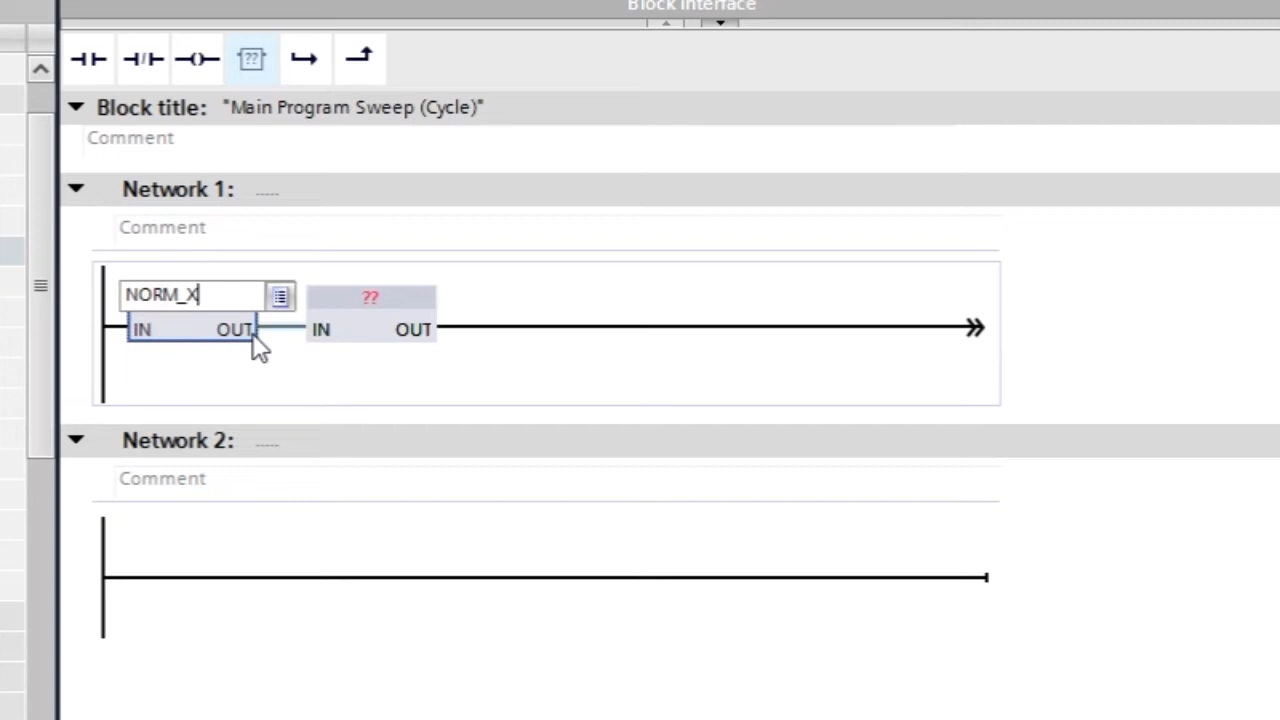 Block interface
??
Block title: "Main Program Sweep (Cycle)"
Comment
Network 1: .....
Comment
NORM_X
??
IN OUT
IN OUT
Network 2: .....
Comment